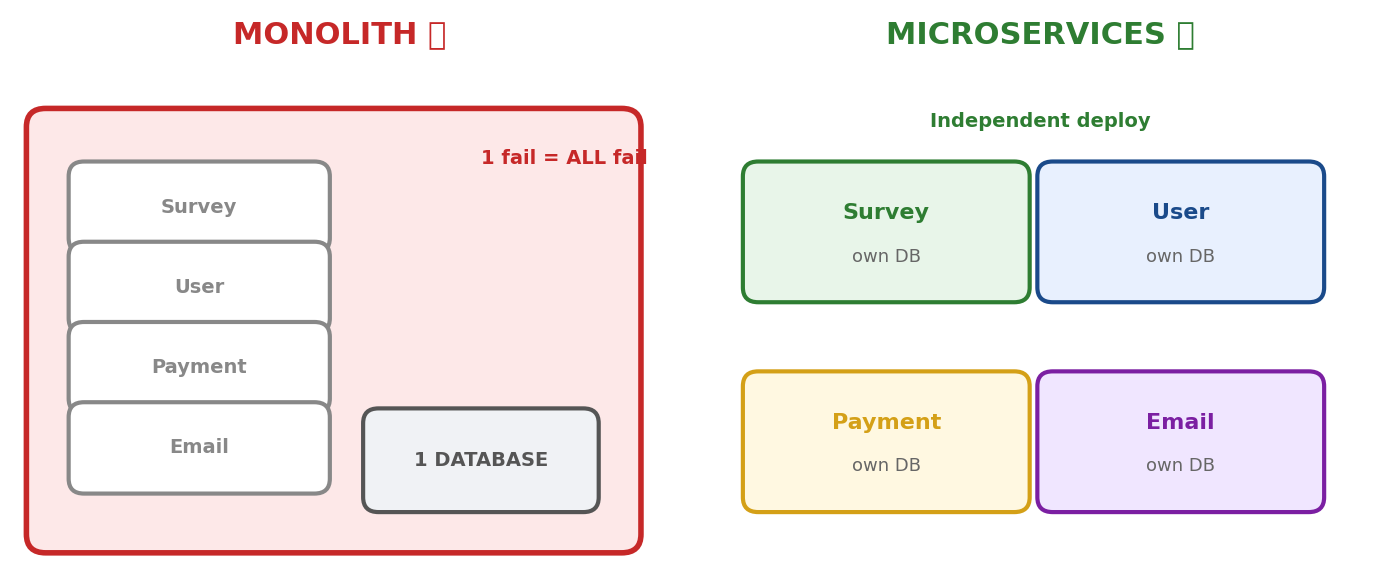 MONOLITH
1 fail = ALL fail
Survey
User
Payment
Email
1 DATABASE
MICROSERVICES
Independent deploy
Survey
own DB
User
own DB
Payment
own DB
Email
own DB